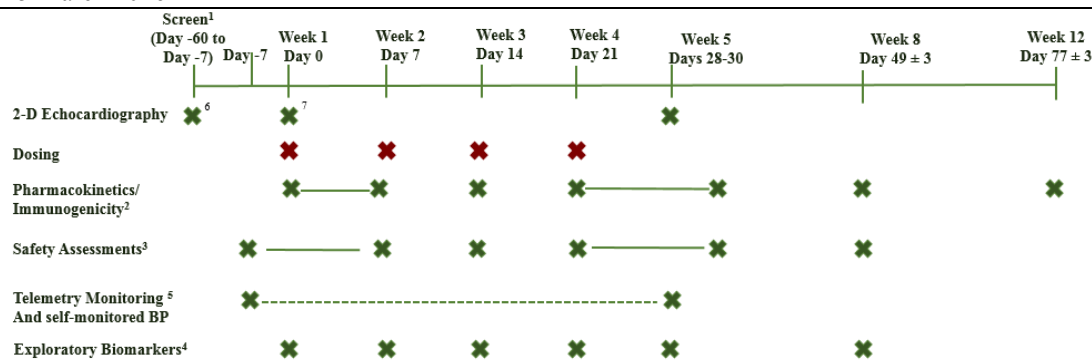 Screen1
(Day -60 to
Day -7)
Day -7
Week 1
Day 0
Week 2
Day 7
Week 3
Day 14
Week 4
Day 21
Week 5
Days 28-30
Week 8
Day 49 ± 3
Week 12
Day 77 ± 3
2-D Echocardiography
6
7
Dosing
Pharmacokinetics/
Immunogenicity2
Safety Assessments3
Telemetry Monitoring 5
And self-monitored BP
Exploratory Biomarkers4